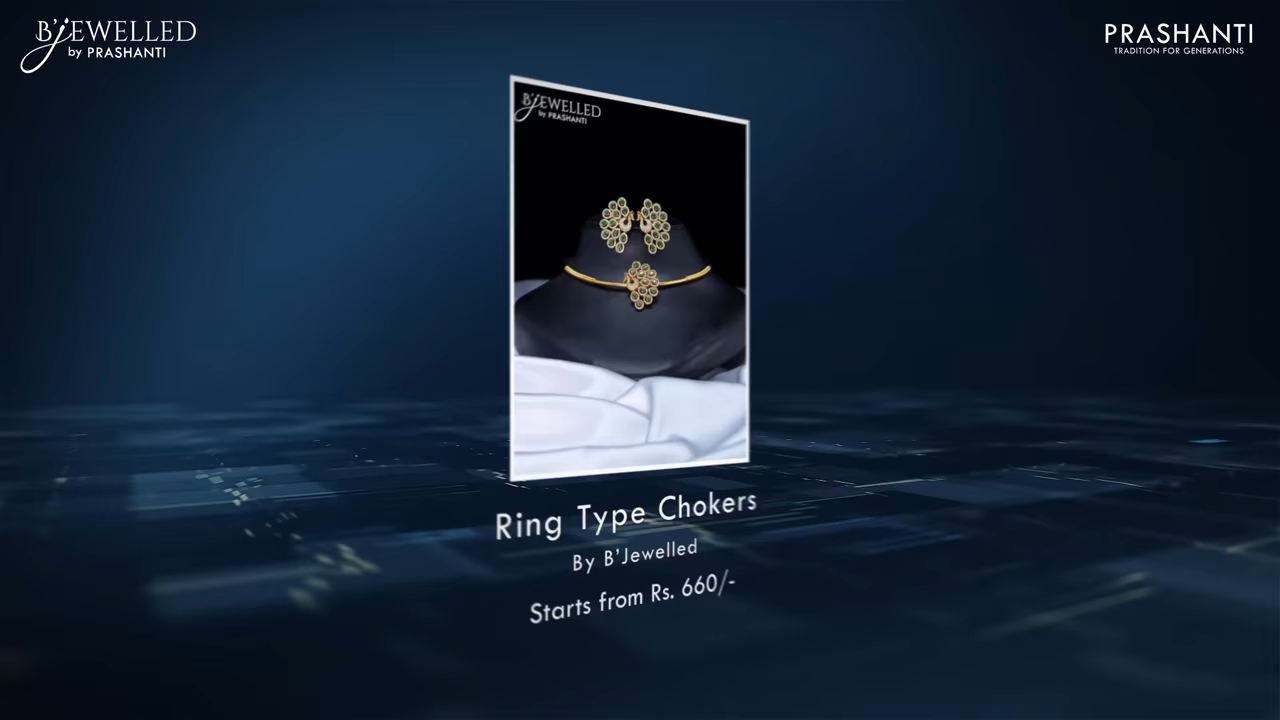 B'JEWELLED
by PRASHANTI
PRASHANTI
TRADITION FOR GENERATIONS
B'JEWELLED
by PRASHANTI
Ring Type Chokers
By B'Jewelled
Starts from Rs. 660/-